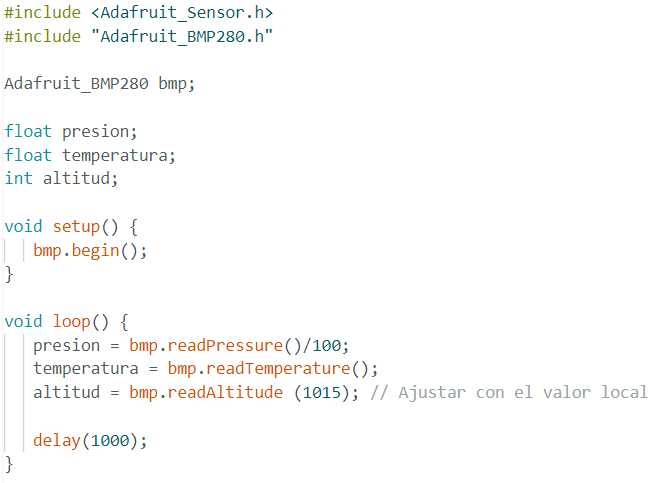 #include <Adafruit_Sensor.h>
#include "Adafruit_BMP280.h"

Adafruit_BMP280 bmp;

float presion;
float temperatura;
int altitud;

void setup() {
   bmp.begin();
}

void loop() {
   presion = bmp.readPressure()/100;
   temperatura = bmp.readTemperature();
   altitud = bmp.readAltitude (1015); // Ajustar con el valor local

   delay(1000);
}